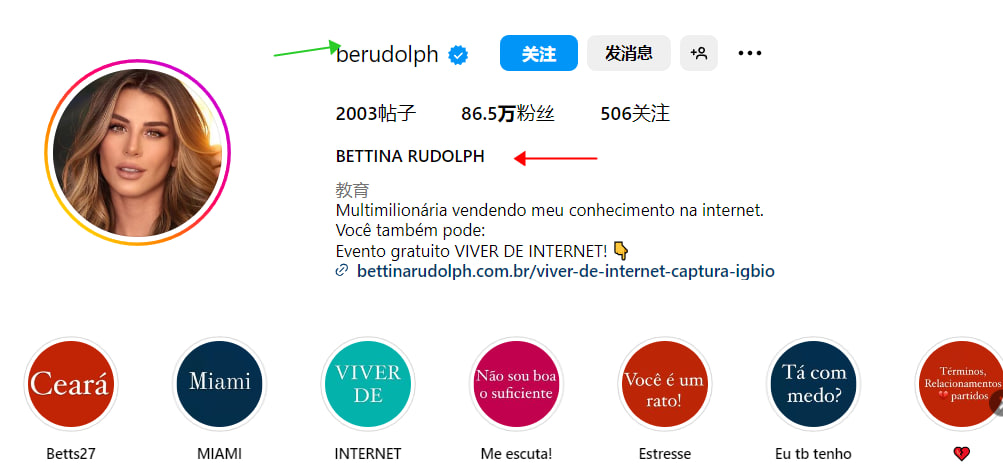 berudolph
关注
发消息
2003帖子
86.5万粉丝
506关注
BETTINA RUDOLPH
教育
Multimilionária vendendo meu conhecimento na internet.
Você também pode:
Evento gratuito VIVER DE INTERNET! 👇
bettinarudolph.com.br/viver-de-internet-captura-igbio
Ceará
Betts27
Miami
MIAMI
VIVER
DE
INTERNET
Não sou boa
o suficiente
Me escuta!
Você é um
rato!
Estresse
Tá com
medo?
Eu tb tenho
Términos,
Relacionamentos
💔 partidos
💔